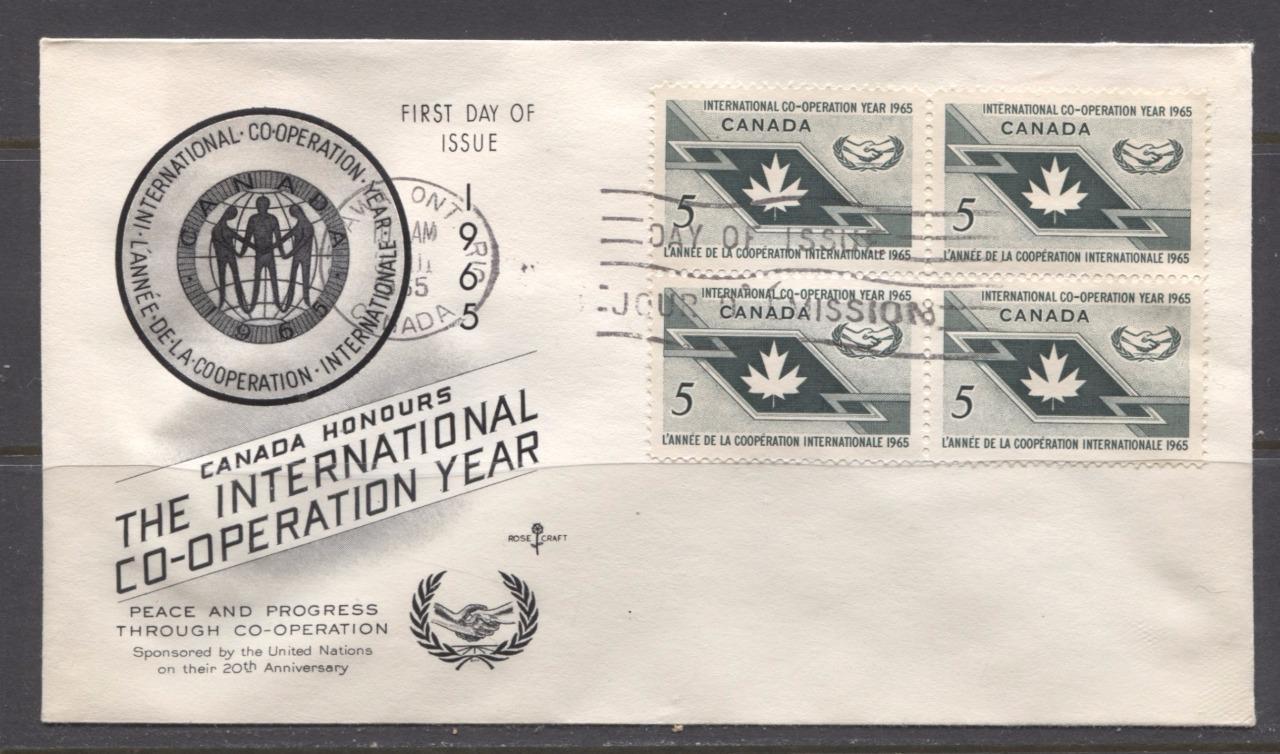 FIRST DAY OF
ISSUE
1
9
6
5
·INTERNATIONAL·CO-OPERATION·YEAR·
L'ANNÉE·DE·LA·COOPERATION·INTERNATIONALE
CANADA
1965
ONT
AM
CANADA
CANADA HONOURS
THE INTERNATIONAL
CO-OPERATION YEAR
ROSE CRAFT
PEACE AND PROGRESS
THROUGH CO-OPERATION
Sponsored by the United Nations
on their 20th Anniversary
INTERNATIONAL CO-OPERATION YEAR 1965
CANADA
5
L'ANNÉE DE LA COOPÉRATION INTERNATIONALE 1965
INTERNATIONAL CO-OPERATION YEAR 1965
CANADA
5
L'ANNÉE DE LA COOPÉRATION INTERNATIONALE 1965
DAY OF ISSUE
JOUR D'EMISSION
INTERNATIONAL CO-OPERATION YEAR 1965
CANADA
5
L'ANNÉE DE LA COOPÉRATION INTERNATIONALE 1965
INTERNATIONAL CO-OPERATION YEAR 1965
CANADA
5
L'ANNÉE DE LA COOPÉRATION INTERNATIONALE 1965